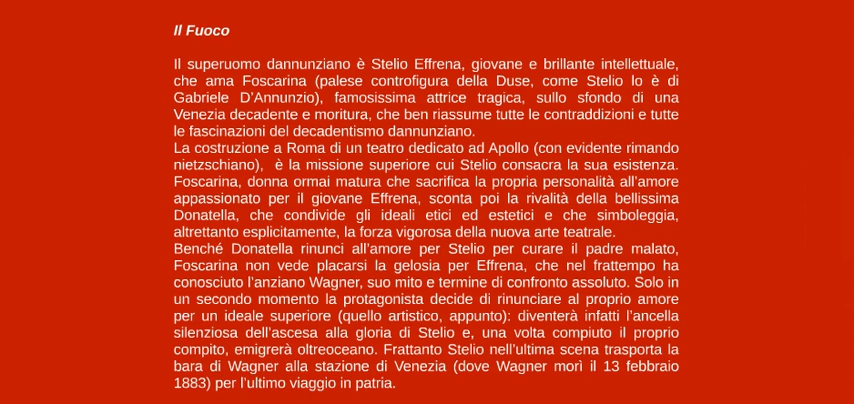 Il Fuoco
Il superuomo dannunziano è Stelio Effrena, giovane e brillante intellettuale,
che ama Foscarina (palese controfigura della Duse, come Stelio lo è di
Gabriele D'Annunzio), famosissima attrice tragica, sullo sfondo di una
Venezia decadente e moritura, che ben riassume tutte le contraddizioni e tutte
le fascinazioni del decadentismo dannunziano.
La costruzione a Roma di un teatro dedicato ad Apollo (con evidente rimando
nietzschiano), è la missione superiore cui Stelio consacra la sua esistenza.
Foscarina, donna ormai matura che sacrifica la propria personalità all'amore
appassionato per il giovane Effrena, sconta poi la rivalità della bellissima
Donatella, che condivide gli ideali etici ed estetici e che simboleggia,
altrettanto esplicitamente, la forza vigorosa della nuova arte teatrale.
Benché Donatella rinunci all'amore per Stelio per curare il padre malato,
Foscarina non vede placarsi la gelosia per Effrena, che nel frattempo ha
conosciuto l'anziano Wagner, suo mito e termine di confronto assoluto. Solo in
un secondo momento la protagonista decide di rinunciare al proprio amore
per un ideale superiore (quello artistico, appunto): diventerà infatti l'ancella
silenziosa dell'ascesa alla gloria di Stelio e, una volta compiuto il proprio
compito, emigrerà oltreoceano. Frattanto Stelio nell'ultima scena trasporta la
bara di Wagner alla stazione di Venezia (dove Wagner morì il 13 febbraio
1883) per l'ultimo viaggio in patria.